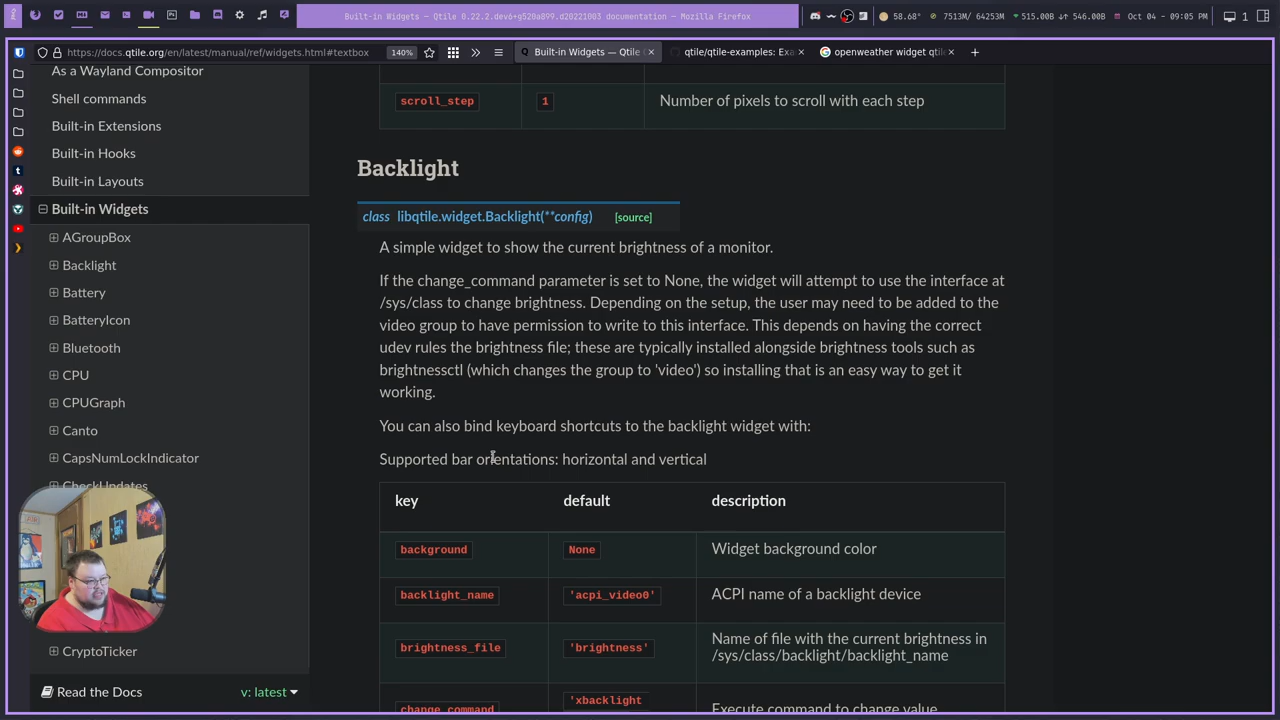 Built-in Widgets — Qtile 0.22.2.dev6+g520a899.d20221003 documentation — Mozilla Firefox
58.68°
7513M/ 64253M
515.00B
546.00B
Oct 04 - 09:05 PM
1
https://docs.qtile.org/en/latest/manual/ref/widgets.html#textbox
140%
Built-in Widgets — Qtile
qtile/qtile-examples: Exa
openweather widget qtil
As a Wayland Compositor
Shell commands
Built-in Extensions
Built-in Hooks
Built-in Layouts
Built-in Widgets
AGroupBox
Backlight
Battery
BatteryIcon
Bluetooth
CPU
CPUGraph
Canto
CapsNumLockIndicator
CheckUpdates
CryptoTicker
Read the Docs
v: latest
scroll_step
1
Number of pixels to scroll with each step
Backlight
class libqtile.widget.Backlight(**config) [source]
A simple widget to show the current brightness of a monitor.
If the change_command parameter is set to None, the widget will attempt to use the interface at
/sys/class to change brightness. Depending on the setup, the user may need to be added to the
video group to have permission to write to this interface. This depends on having the correct
udev rules the brightness file; these are typically installed alongside brightness tools such as
brightnessctl (which changes the group to 'video') so installing that is an easy way to get it
working.
You can also bind keyboard shortcuts to the backlight widget with:
Supported bar orientations: horizontal and vertical
key default description
background None Widget background color
backlight_name 'acpi_video0' ACPI name of a backlight device
brightness_file 'brightness' Name of file with the current brightness in
/sys/class/backlight/backlight_name
'xbacklight
change_command Execute command to change value